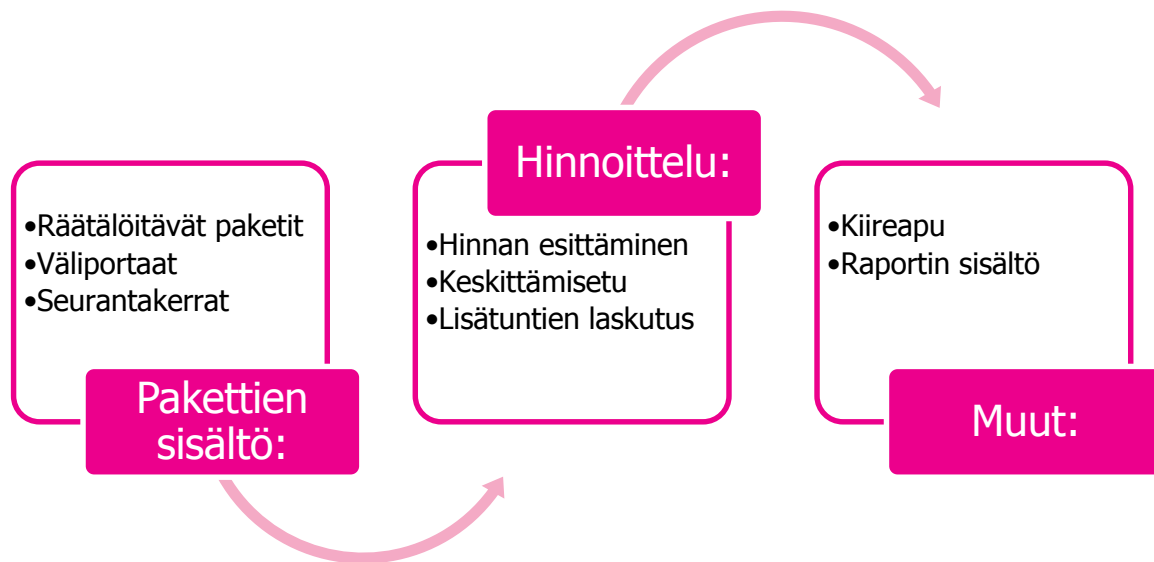 •Räätälöitävät paketit
•Väliportaat
•Seurantakerrat
Pakettien
sisältö:
Hinnoittelu:
•Hinnan esittäminen
•Keskittämisetu
•Lisätuntien laskutus
•Kiireapu
•Raportin sisältö
Muut: